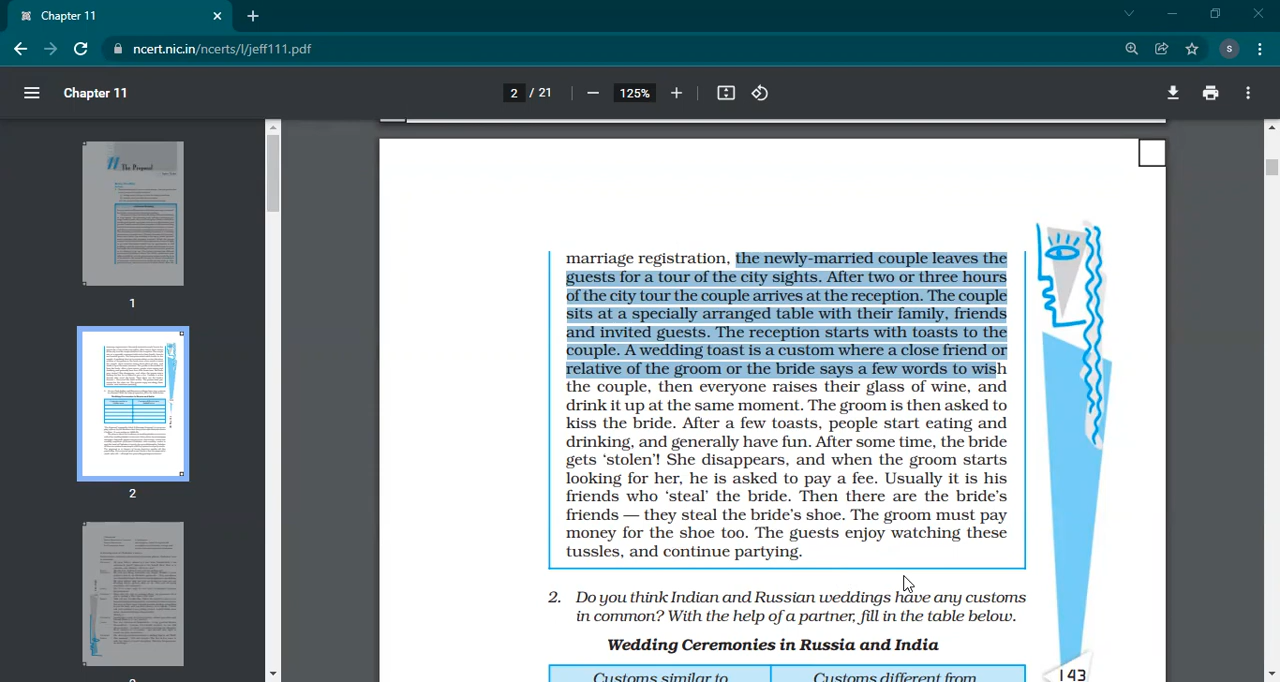 Chapter 11
ncert.nic.in/ncerts/l/jeff111.pdf
S
Chapter 11
2 / 21
125%
11 The Proposal
1
2
marriage registration, the newly-married couple leaves the
guests for a tour of the city sights. After two or three hours
of the city tour the couple arrives at the reception. The couple
sits at a specially arranged table with their family, friends
and invited guests. The reception starts with toasts to the
couple. A wedding toast is a custom where a close friend or
relative of the groom or the bride says a few words to wish
the couple, then everyone raises their glass of wine, and
drink it up at the same moment. The groom is then asked to
kiss the bride. After a few toasts people start eating and
drinking, and generally have fun. After some time, the bride
gets ‘stolen’! She disappears, and when the groom starts
looking for her, he is asked to pay a fee. Usually it is his
friends who ‘steal’ the bride. Then there are the bride’s
friends — they steal the bride’s shoe. The groom must pay
money for the shoe too. The guests enjoy watching these
tussles, and continue partying.
2. Do you think Indian and Russian weddings have any customs
in common? With the help of a partner, fill in the table below.
Wedding Ceremonies in Russia and India
Customs similar to
Customs different from
143